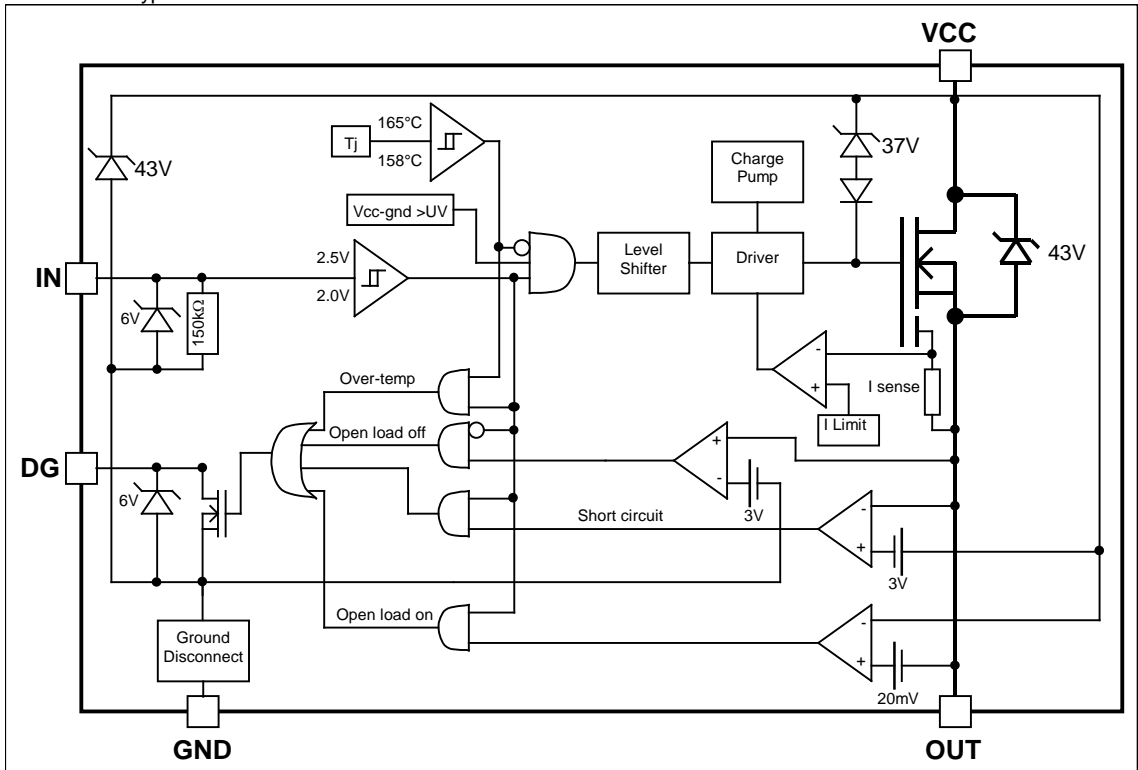 VCC
43V
165°C
Tj
158°C
37V
Charge
Pump
Vcc-gnd >UV
Level
Shifter
Driver
43V
IN
2.5V
2.0V
6V
150kΩ
Over-temp
-
+
I sense
I Limit
Open load off
DG
6V
+
-
3V
Short circuit
-
+
3V
Open load on
Ground
Disconnect
-
+
20mV
GND
OUT